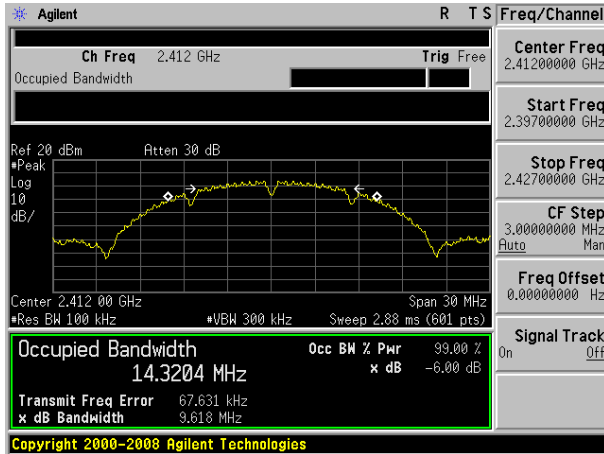 Agilent R T S Freq/Channel
Ch Freq 2.412 GHz Trig Free
Occupied Bandwidth
Center Freq
2.41200000 GHz
Start Freq
2.39700000 GHz
Stop Freq
2.42700000 GHz
CF Step
3.00000000 MHz
Auto Man
Freq Offset
0.00000000 Hz
Signal Track
On Off
Ref 20 dBm Atten 30 dB
#Peak
Log
10
dB/
Center 2.412 00 GHz Span 30 MHz
#Res BW 100 kHz #VBW 300 kHz Sweep 2.88 ms (601 pts)
Occupied Bandwidth Occ BW % Pwr 99.00 %
14.3204 MHz x dB -6.00 dB
Transmit Freq Error 67.631 kHz
x dB Bandwidth 9.618 MHz
Copyright 2000-2008 Agilent Technologies